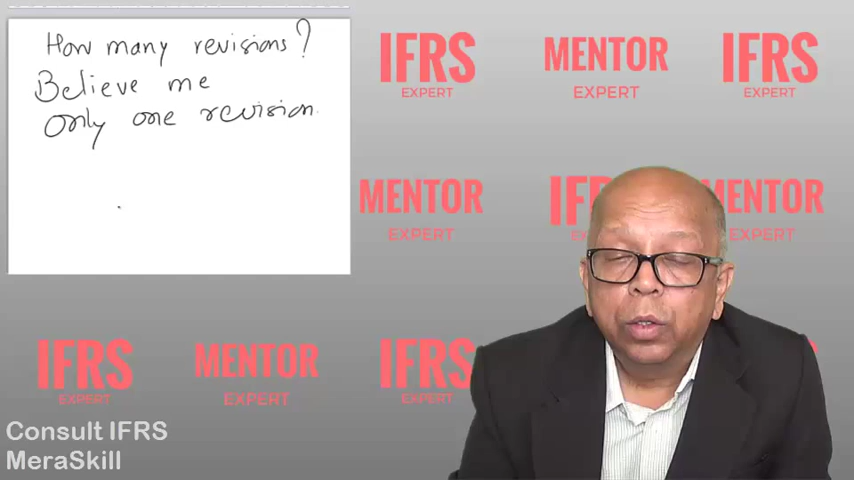 How many revisions?
Believe me
only one revision.
IFRS
EXPERT
MENTOR
EXPERT
IFRS
EXPERT
MENTOR
EXPERT
MENTOR
EXPERT
IFRS
EXPERT
MENTOR
EXPERT
IFRS
EXPERT
Consult IFRS
MeraSkill